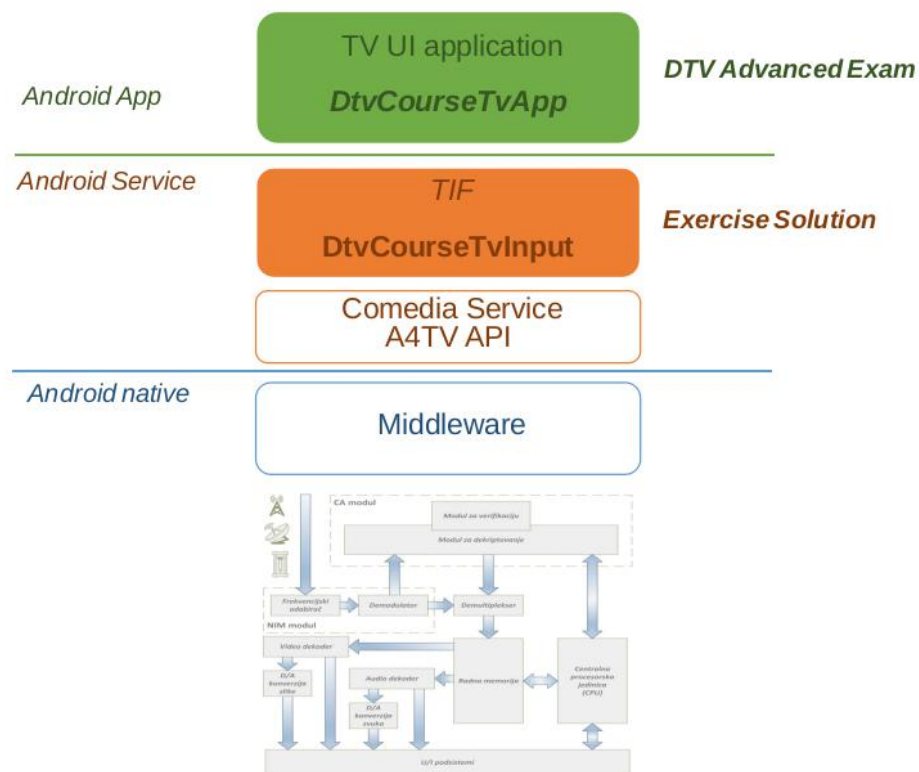 TV UI application
DtvCourseTvApp
DTV Advanced Exam
Android App
Android Service
TIF
DtvCourseTvInput
Exercise Solution
Comedia Service
A4TV API
Android native
Middleware
CA modul
Modul za verifikaciju
Modul za dekriptovanje
Frekvencijski
odabirač
Demodulator
Demultiplekser
NIM modul
Video dekoder
D/A
konverzija
slike
Audio dekoder
D/A
konverzija
zvuka
Radna memorija
Centralna
procesorska
jedinica
(CPU)
U/I podsistemi